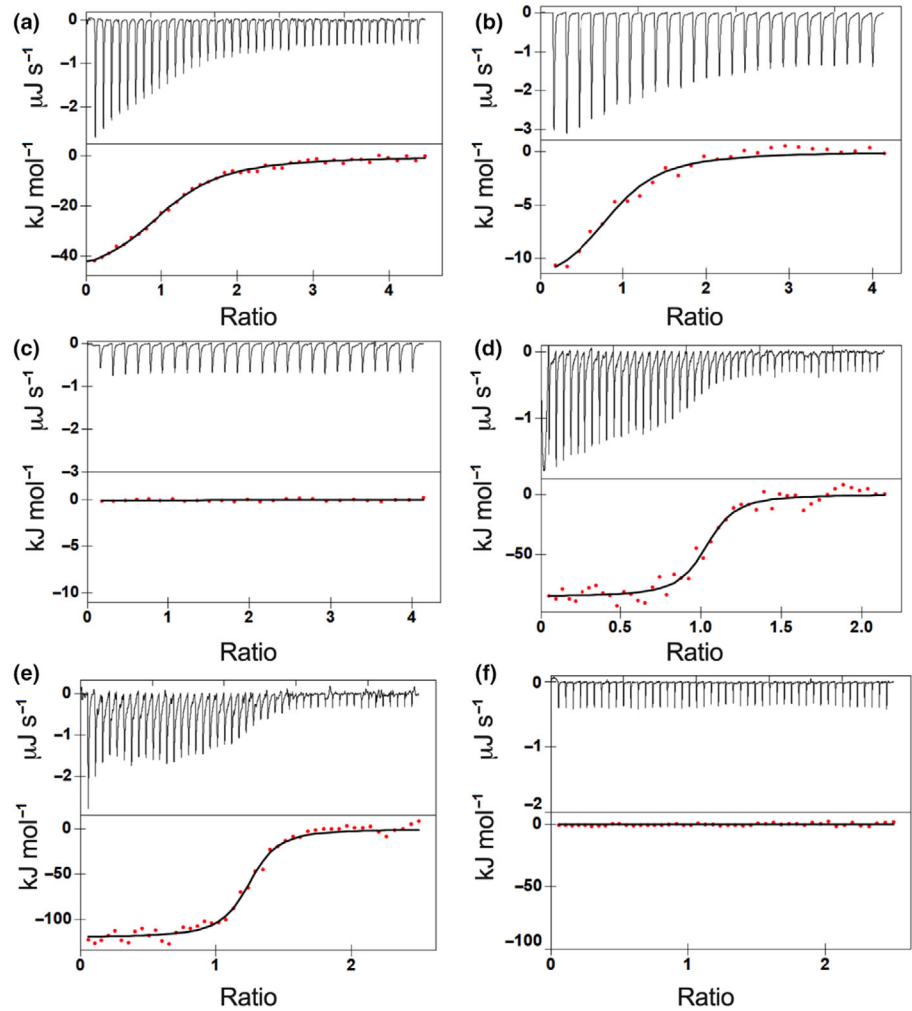 (a)
μJ s⁻¹
0
−1
−2
kJ mol⁻¹
0
−20
−40
0 1 2 3 4
Ratio
(b)
μJ s⁻¹
0
−1
−2
−3
kJ mol⁻¹
0
−5
−10
0 1 2 3 4
Ratio
(c)
μJ s⁻¹
0
−1
−2
−3
kJ mol⁻¹
0
−5
−10
0 1 2 3 4
Ratio
(d)
μJ s⁻¹
0
−1
kJ mol⁻¹
0
−50
0 0.5 1.0 1.5 2.0
Ratio
(e)
μJ s⁻¹
0
−1
−2
kJ mol⁻¹
0
−50
−100
0 1 2
Ratio
(f)
μJ s⁻¹
0
−1
−2
kJ mol⁻¹
0
−50
−100
0 1 2
Ratio